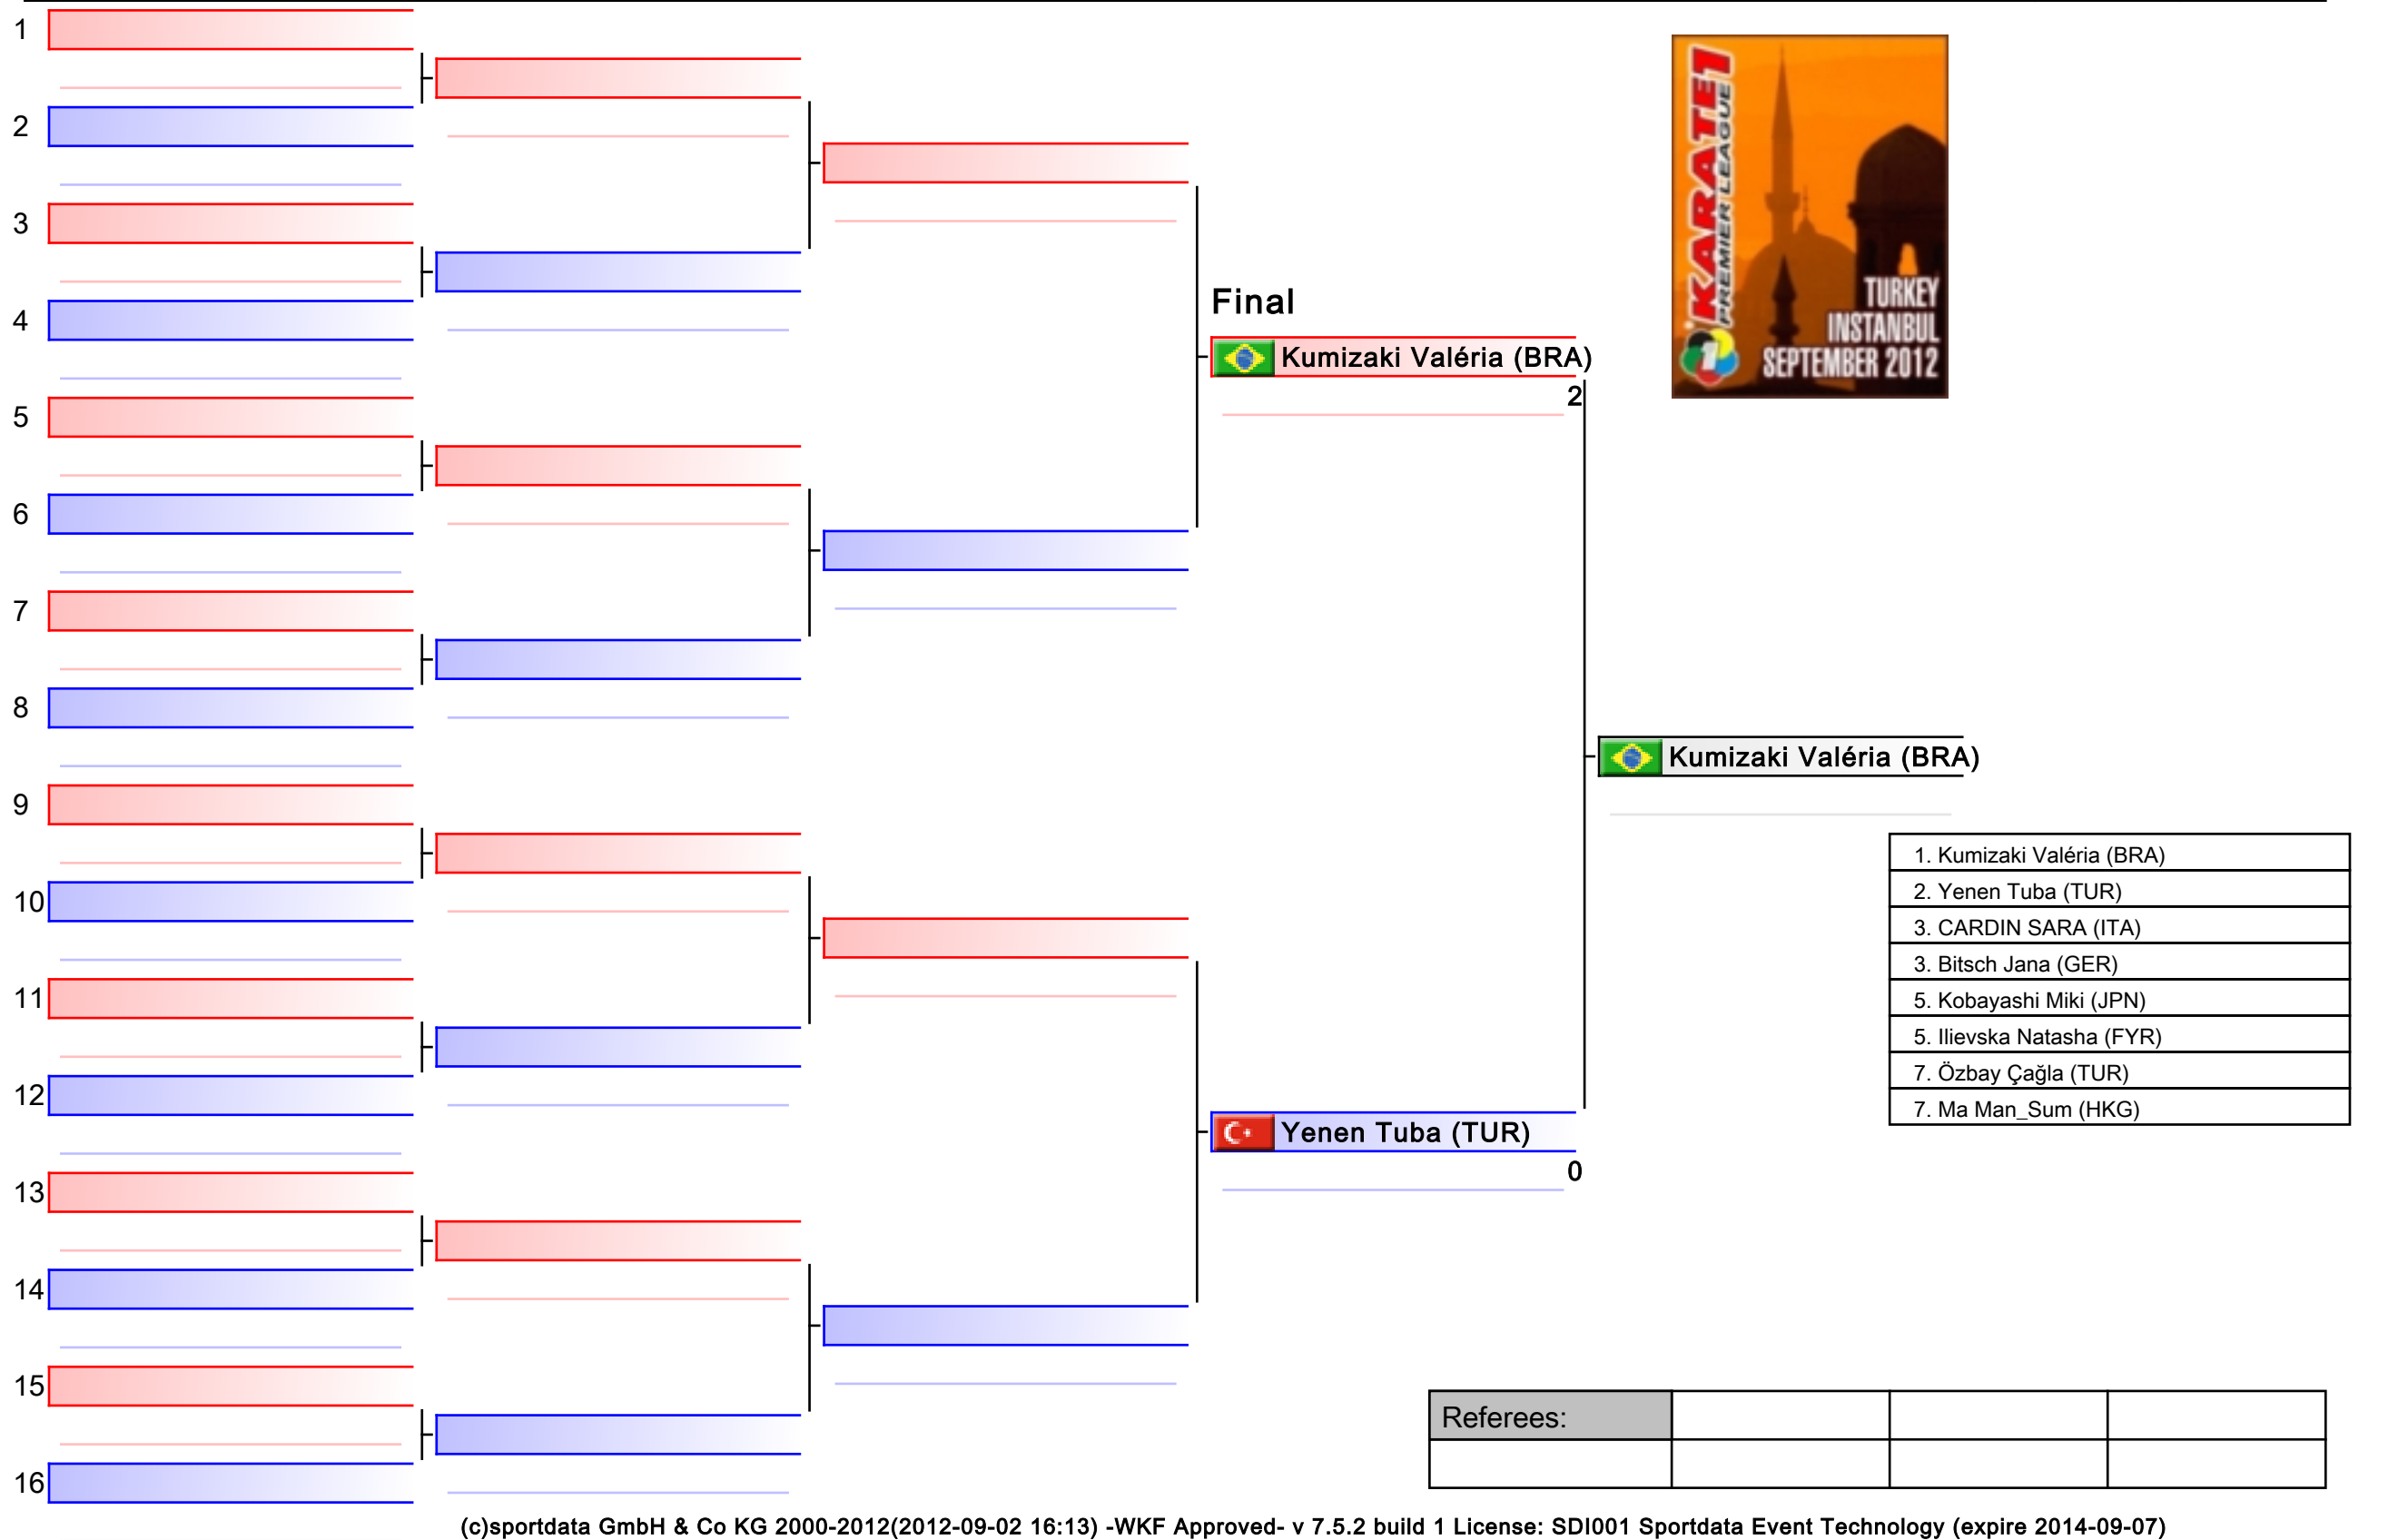 1
2
3
4
5
6
7
8
9
10
11
12
13
14
15
16
Final
Kumizaki Valéria (BRA)
2
Yenen Tuba (TUR)
0
Kumizaki Valéria (BRA)
KARATE1
PREMIER LEAGUE
1
TURKEY
INSTANBUL
SEPTEMBER 2012
1. Kumizaki Valéria (BRA)
2. Yenen Tuba (TUR)
3. CARDIN SARA (ITA)
3. Bitsch Jana (GER)
5. Kobayashi Miki (JPN)
5. Ilievska Natasha (FYR)
7. Özbay Çağla (TUR)
7. Ma Man_Sum (HKG)
Referees:
(c)sportdata GmbH & Co KG 2000-2012(2012-09-02 16:13) -WKF Approved- v 7.5.2 build 1 License: SDI001 Sportdata Event Technology (expire 2014-09-07)